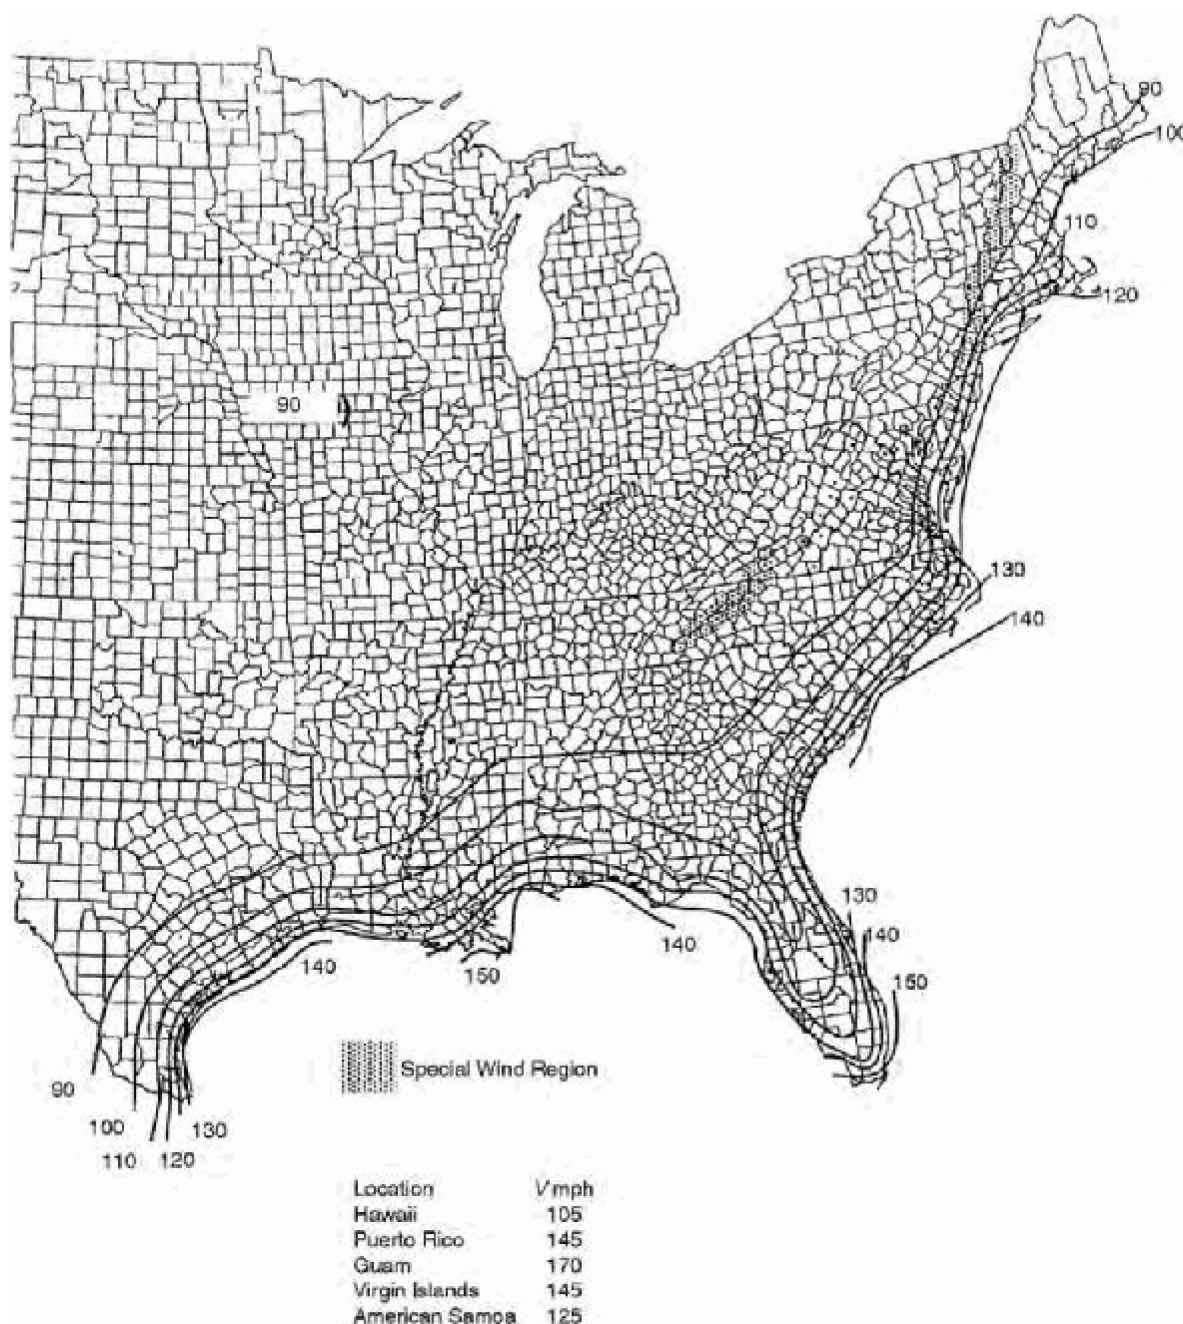 90
100
110
120
90
130
140
130
140
140
150
140
150
Special Wind Region
90
100
130
110
120
Location V mph
Hawaii 105
Puerto Rico 145
Guam 170
Virgin Islands 145
American Samoa 125